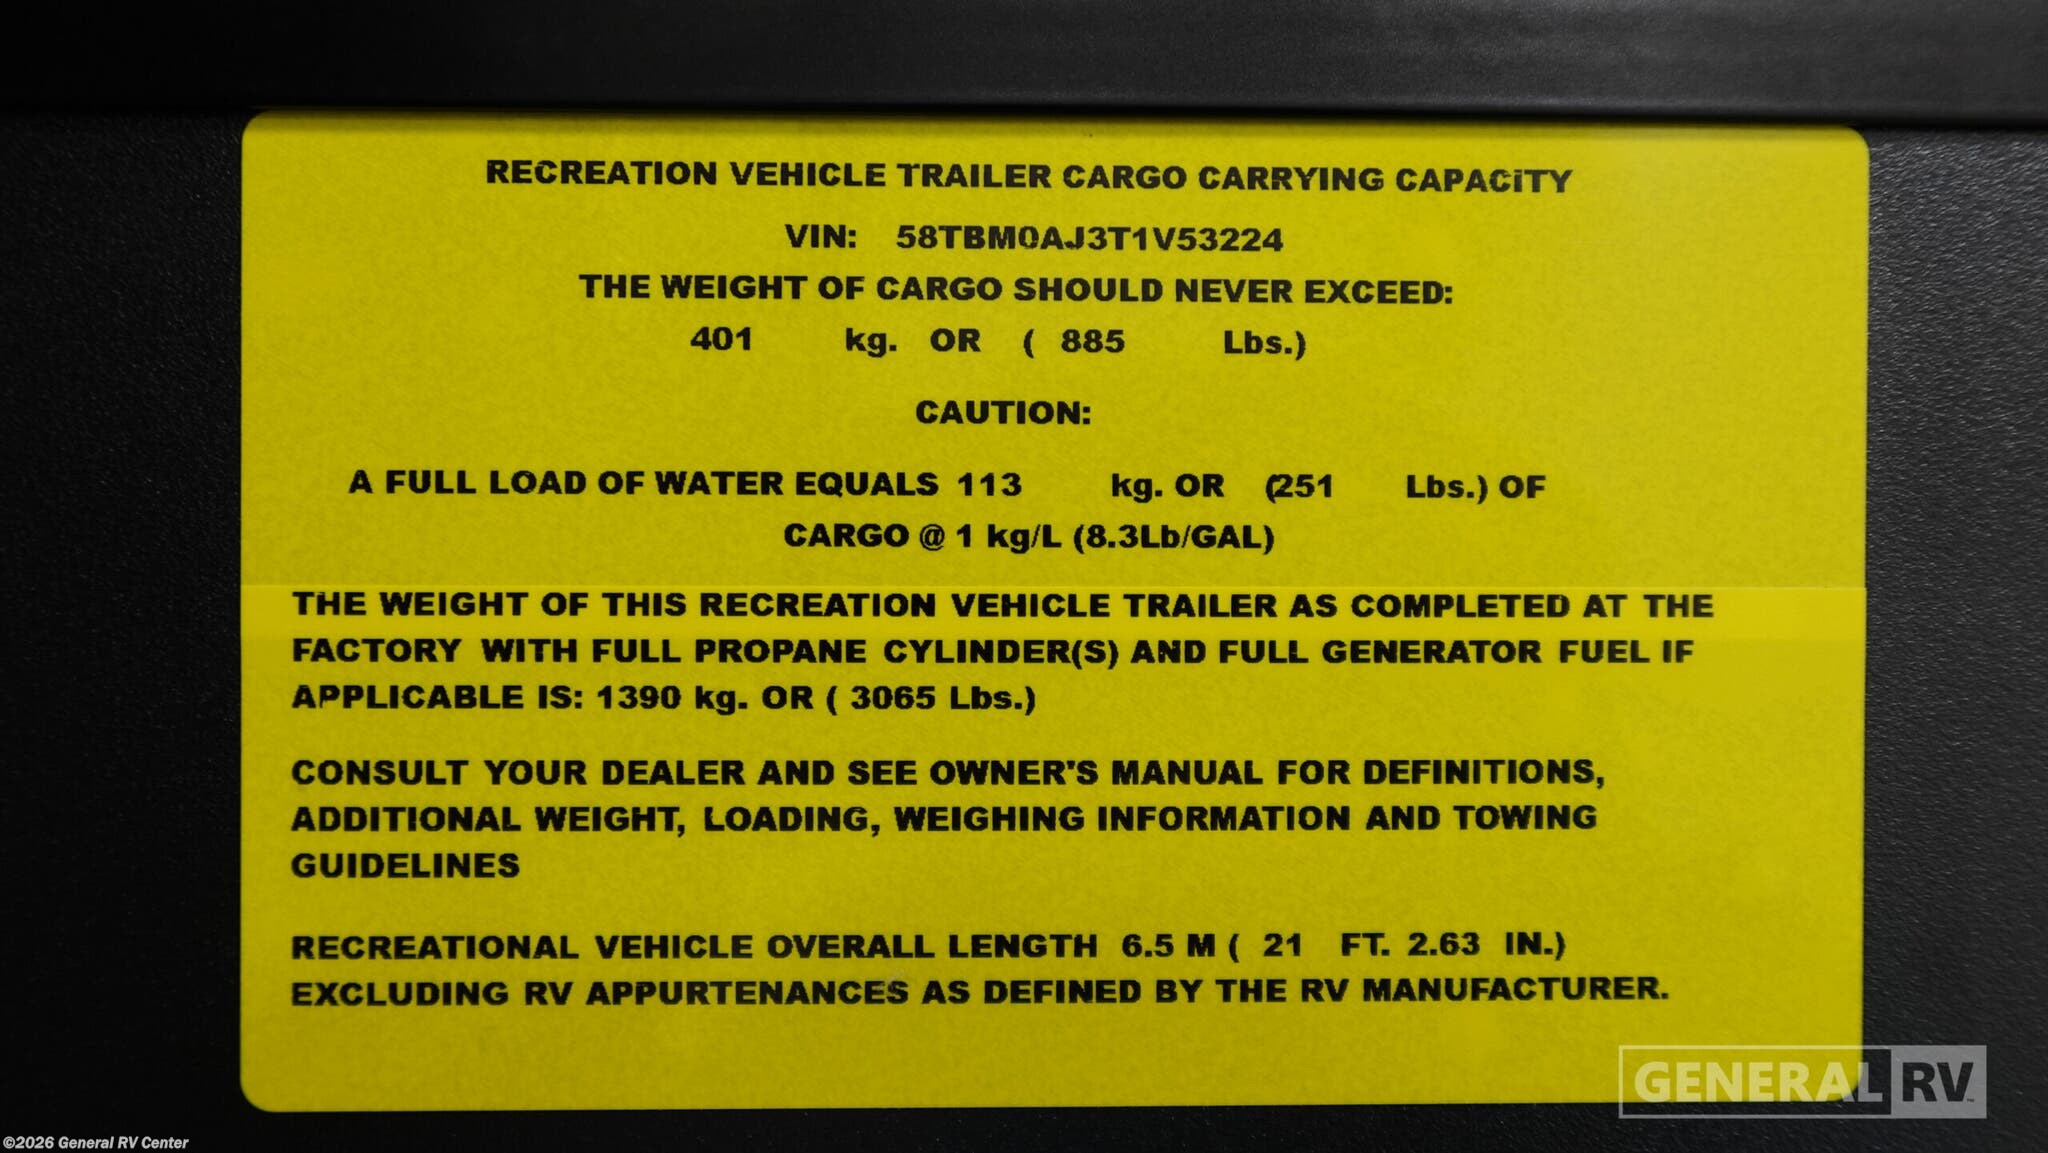 RECREATION VEHICLE TRAILER CARGO CARRYING CAPACiTY
VIN: 58TBM0AJ3T1V53224
THE WEIGHT OF CARGO SHOULD NEVER EXCEED:
401 kg. OR ( 885 Lbs.)
CAUTION:
A FULL LOAD OF WATER EQUALS 113 kg. OR (251 Lbs.) OF
CARGO @ 1 kg/L (8.3Lb/GAL)
THE WEIGHT OF THIS RECREATION VEHICLE TRAILER AS COMPLETED AT THE
FACTORY WITH FULL PROPANE CYLINDER(S) AND FULL GENERATOR FUEL IF
APPLICABLE IS: 1390 kg. OR ( 3065 Lbs.)
CONSULT YOUR DEALER AND SEE OWNER'S MANUAL FOR DEFINITIONS,
ADDITIONAL WEIGHT, LOADING, WEIGHING INFORMATION AND TOWING
GUIDELINES
RECREATIONAL VEHICLE OVERALL LENGTH 6.5 M ( 21 FT. 2.63 IN.)
EXCLUDING RV APPURTENANCES AS DEFINED BY THE RV MANUFACTURER.
GENERAL RV
©2026 General RV Center